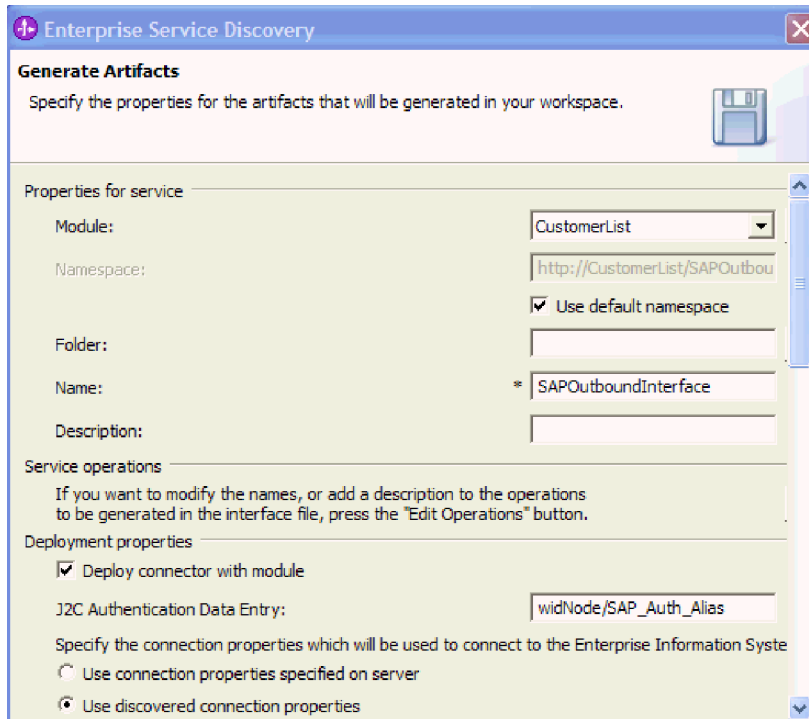 Enterprise Service Discovery
Generate Artifacts
Specify the properties for the artifacts that will be generated in your workspace.
Properties for service
Module: CustomerList
Namespace: http://CustomerList/SAPOutbou
Use default namespace
Folder:
Name: * SAPOutboundInterface
Description:
Service operations
If you want to modify the names, or add a description to the operations
to be generated in the interface file, press the "Edit Operations" button.
Deployment properties
Deploy connector with module
J2C Authentication Data Entry: widNode/SAP_Auth_Alias
Specify the connection properties which will be used to connect to the Enterprise Information Syste
Use connection properties specified on server
Use discovered connection properties